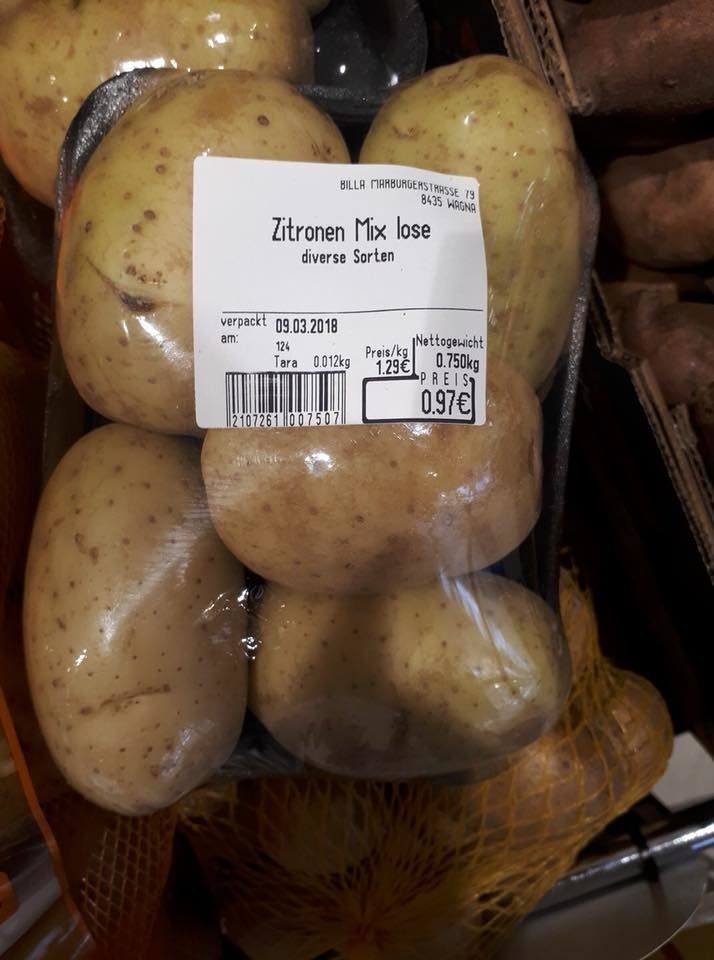 BILLA MARBURGERSTRASSE 79
8435 WAGNA
Zitronen Mix lose
diverse Sorten
verpackt am: 09.03.2018
124
Tara 0.012kg
Preis/kg
1.29€
Nettogewicht
0.750kg
PREIS
0.97€
2107261 007507